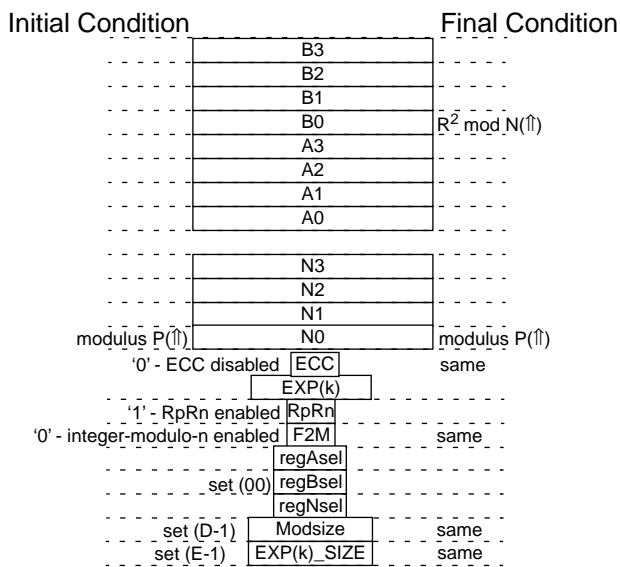 Initial Condition Final Condition
B3
B2
B1
B0 R² mod N(⇑)
A3
A2
A1
A0
N3
N2
N1
modulus P(⇑) N0 modulus P(⇑)
‘0’ - ECC disabled ECC same
EXP(k)
‘1’ - RpRn enabled RpRn
‘0’ - integer-modulo-n enabled F2M same
regAsel
set (00) regBsel
regNsel
set (D-1) Modsize same
set (E-1) EXP(k)_SIZE same